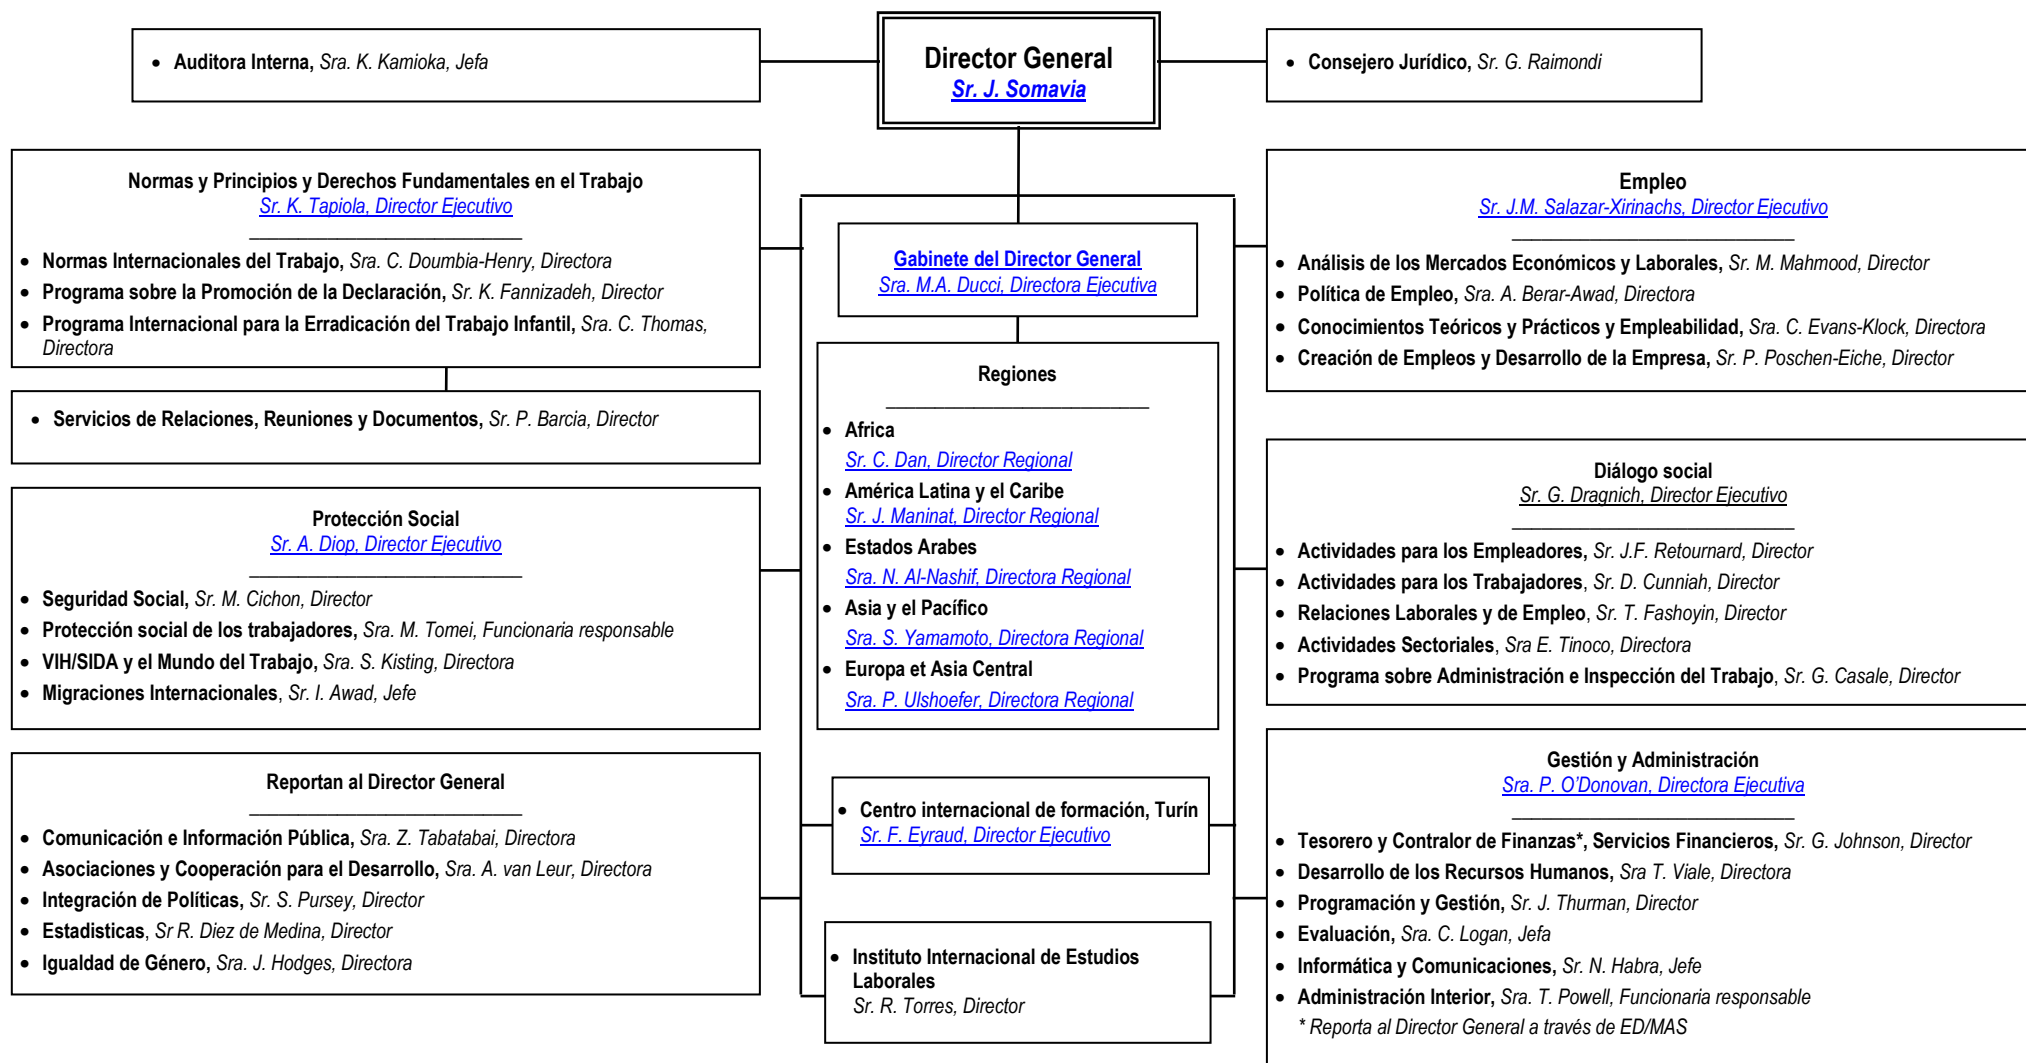 • Auditora Interna, Sra. K. Kamioka, Jefa
Director General
Sr. J. Somavia
• Consejero Jurídico, Sr. G. Raimondi
Normas y Principios y Derechos Fundamentales en el Trabajo
Sr. K. Tapiola, Director Ejecutivo
• Normas Internacionales del Trabajo, Sra. C. Doumbia-Henry, Directora
• Programa sobre la Promoción de la Declaración, Sr. K. Fannizadeh, Director
• Programa Internacional para la Erradicación del Trabajo Infantil, Sra. C. Thomas,
Directora
• Servicios de Relaciones, Reuniones y Documentos, Sr. P. Barcia, Director
Protección Social
Sr. A. Diop, Director Ejecutivo
• Seguridad Social, Sr. M. Cichon, Director
• Protección social de los trabajadores, Sra. M. Tomei, Funcionaria responsable
• VIH/SIDA y el Mundo del Trabajo, Sra. S. Kisting, Directora
• Migraciones Internacionales, Sr. I. Awad, Jefe
Reportan al Director General
• Comunicación e Información Pública, Sra. Z. Tabatabai, Directora
• Asociaciones y Cooperación para el Desarrollo, Sra. A. van Leur, Directora
• Integración de Políticas, Sr. S. Pursey, Director
• Estadisticas, Sr R. Diez de Medina, Director
• Igualdad de Género, Sra. J. Hodges, Directora
Gabinete del Director General
Sra. M.A. Ducci, Directora Ejecutiva
Regiones
• Africa
Sr. C. Dan, Director Regional
• América Latina y el Caribe
Sr. J. Maninat, Director Regional
• Estados Arabes
Sra. N. Al-Nashif, Directora Regional
• Asia y el Pacífico
Sra. S. Yamamoto, Directora Regional
• Europa et Asia Central
Sra. P. Ulshoefer, Directora Regional
• Centro internacional de formación, Turín
Sr. F. Eyraud, Director Ejecutivo
• Instituto Internacional de Estudios
Laborales
Sr. R. Torres, Director
Empleo
Sr. J.M. Salazar-Xirinachs, Director Ejecutivo
• Análisis de los Mercados Económicos y Laborales, Sr. M. Mahmood, Director
• Política de Empleo, Sra. A. Berar-Awad, Directora
• Conocimientos Teóricos y Prácticos y Empleabilidad, Sra. C. Evans-Klock, Directora
• Creación de Empleos y Desarrollo de la Empresa, Sr. P. Poschen-Eiche, Director
Diálogo social
Sr. G. Dragnich, Director Ejecutivo
• Actividades para los Empleadores, Sr. J.F. Retournard, Director
• Actividades para los Trabajadores, Sr. D. Cunniah, Director
• Relaciones Laborales y de Empleo, Sr. T. Fashoyin, Director
• Actividades Sectoriales, Sra E. Tinoco, Directora
• Programa sobre Administración e Inspección del Trabajo, Sr. G. Casale, Director
Gestión y Administración
Sra. P. O’Donovan, Directora Ejecutiva
• Tesorero y Contralor de Finanzas*, Servicios Financieros, Sr. G. Johnson, Director
• Desarrollo de los Recursos Humanos, Sra T. Viale, Directora
• Programación y Gestión, Sr. J. Thurman, Director
• Evaluación, Sra. C. Logan, Jefa
• Informática y Comunicaciones, Sr. N. Habra, Jefe
• Administración Interior, Sra. T. Powell, Funcionaria responsable
* Reporta al Director General a través de ED/MAS